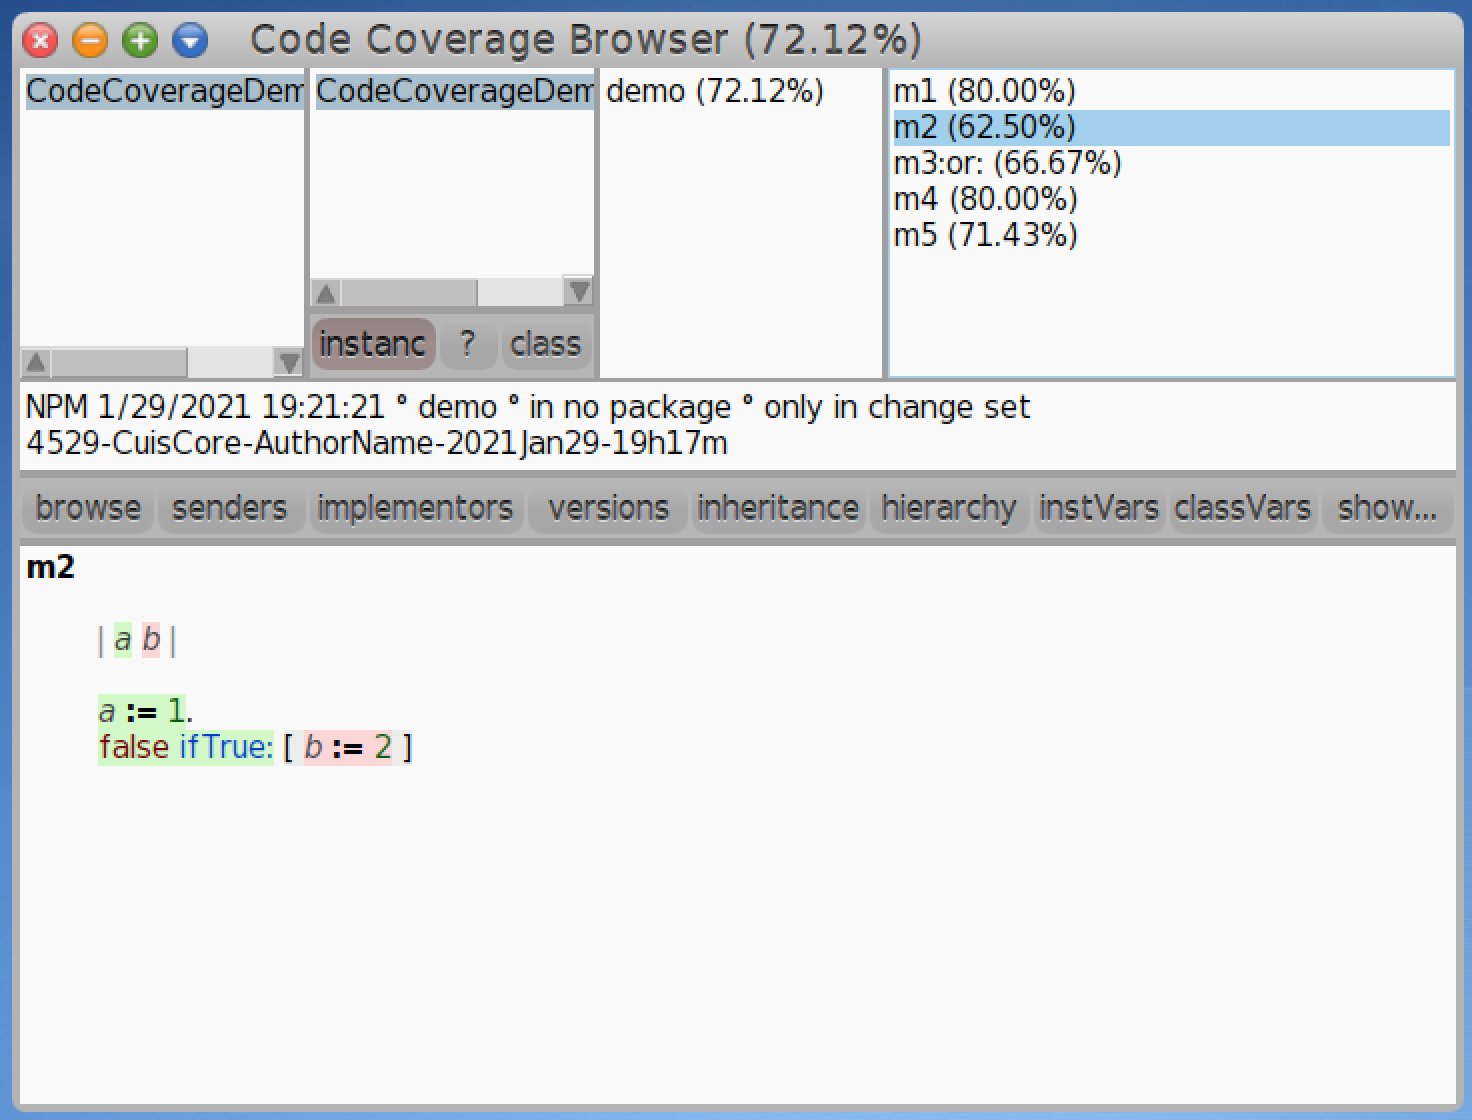 Code Coverage Browser (72.12%)
CodeCoverageDem
CodeCoverageDem
demo (72.12%)
m1 (80.00%)
m2 (62.50%)
m3:or: (66.67%)
m4 (80.00%)
m5 (71.43%)
instanc ? class
NPM 1/29/2021 19:21:21 ° demo ° in no package ° only in change set
4529-CuisCore-AuthorName-2021Jan29-19h17m
browse senders implementors versions inheritance hierarchy instVars classVars show...
m2
| a b |
a := 1.
false ifTrue: [ b := 2 ]